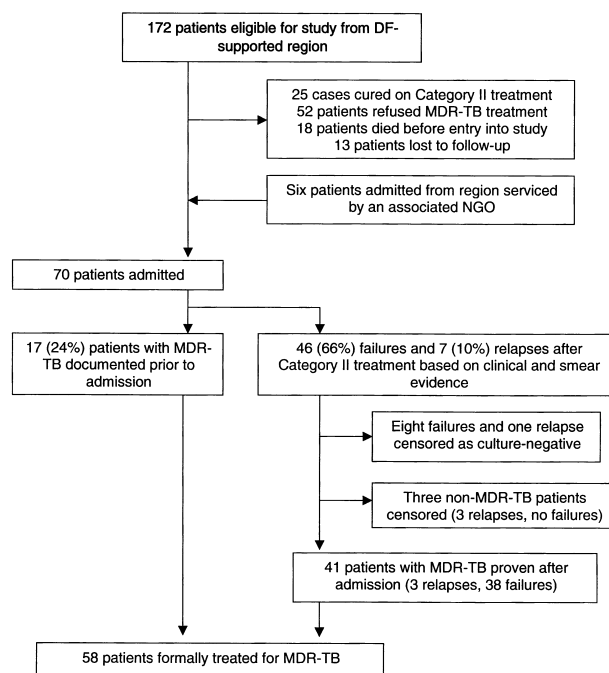 172 patients eligible for study from DF-
supported region
25 cases cured on Category II treatment
52 patients refused MDR-TB treatment
18 patients died before entry into study
13 patients lost to follow-up
Six patients admitted from region serviced
by an associated NGO
70 patients admitted
17 (24%) patients with MDR-
TB documented prior to
admission
46 (66%) failures and 7 (10%) relapses after
Category II treatment based on clinical and smear
evidence
Eight failures and one relapse
censored as culture-negative
Three non-MDR-TB patients
censored (3 relapses, no failures)
41 patients with MDR-TB proven after
admission (3 relapses, 38 failures)
58 patients formally treated for MDR-TB